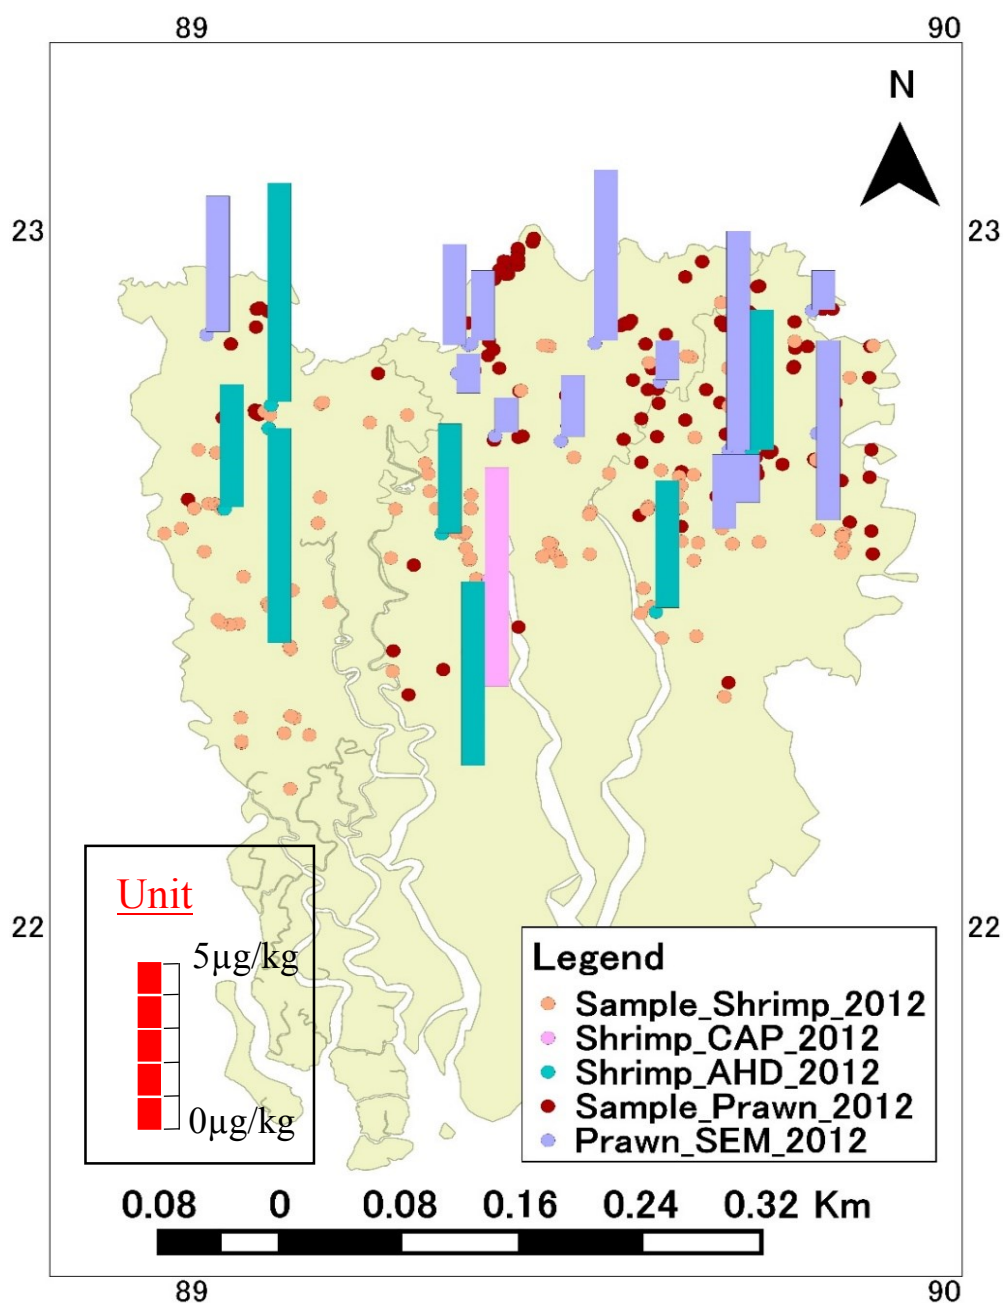 89 90
N
23 23
22 22
Unit
5µg/kg
0µg/kg
Legend
Sample_Shrimp_2012
Shrimp_CAP_2012
Shrimp_AHD_2012
Sample_Prawn_2012
Prawn_SEM_2012
0.08 0 0.08 0.16 0.24 0.32 Km
89 90